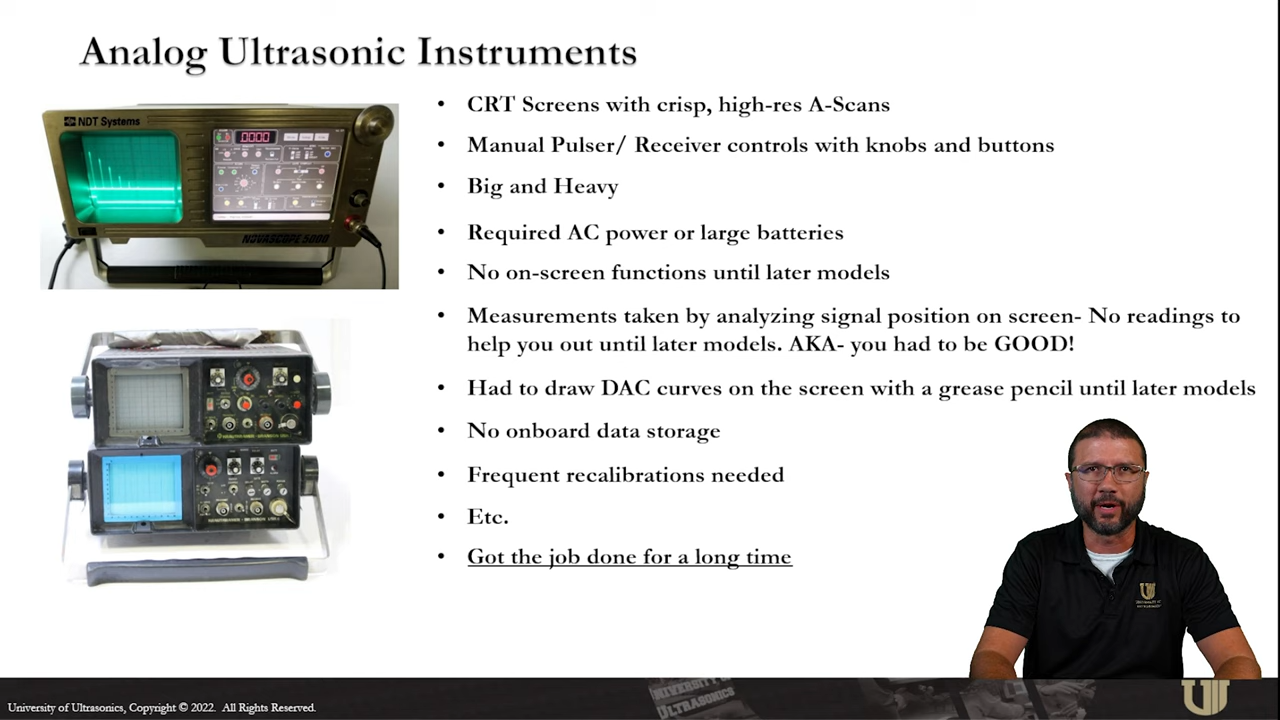 Analog Ultrasonic Instruments
NDT Systems
NOVASCOPE 5000
• CRT Screens with crisp, high-res A-Scans
• Manual Pulser/ Receiver controls with knobs and buttons
• Big and Heavy
• Required AC power or large batteries
• No on-screen functions until later models
• Measurements taken by analyzing signal position on screen- No readings to
help you out until later models. AKA- you had to be GOOD!
• Had to draw DAC curves on the screen with a grease pencil until later models
• No onboard data storage
• Frequent recalibrations needed
• Etc.
• Got the job done for a long time
UNIVERSITY OF
ULTRASONICS
University of Ultrasonics, Copyright © 2022. All Rights Reserved.